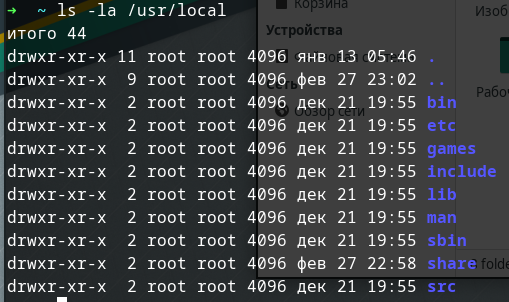 → ~ ls -la /usr/local
итого 44
drwxr-xr-x 11 root root 4096 янв 13 05:46 .
drwxr-xr-x 9 root root 4096 фев 27 23:02 ..
drwxr-xr-x 2 root root 4096 дек 21 19:55 bin
drwxr-xr-x 2 root root 4096 дек 21 19:55 etc
drwxr-xr-x 2 root root 4096 дек 21 19:55 games
drwxr-xr-x 2 root root 4096 дек 21 19:55 include
drwxr-xr-x 2 root root 4096 дек 21 19:55 lib
drwxr-xr-x 2 root root 4096 дек 21 19:55 man
drwxr-xr-x 2 root root 4096 дек 21 19:55 sbin
drwxr-xr-x 2 root root 4096 фев 27 22:58 share
drwxr-xr-x 2 root root 4096 дек 21 19:55 src
Корзина
Устройства
Сеть
Обзор сети
folde